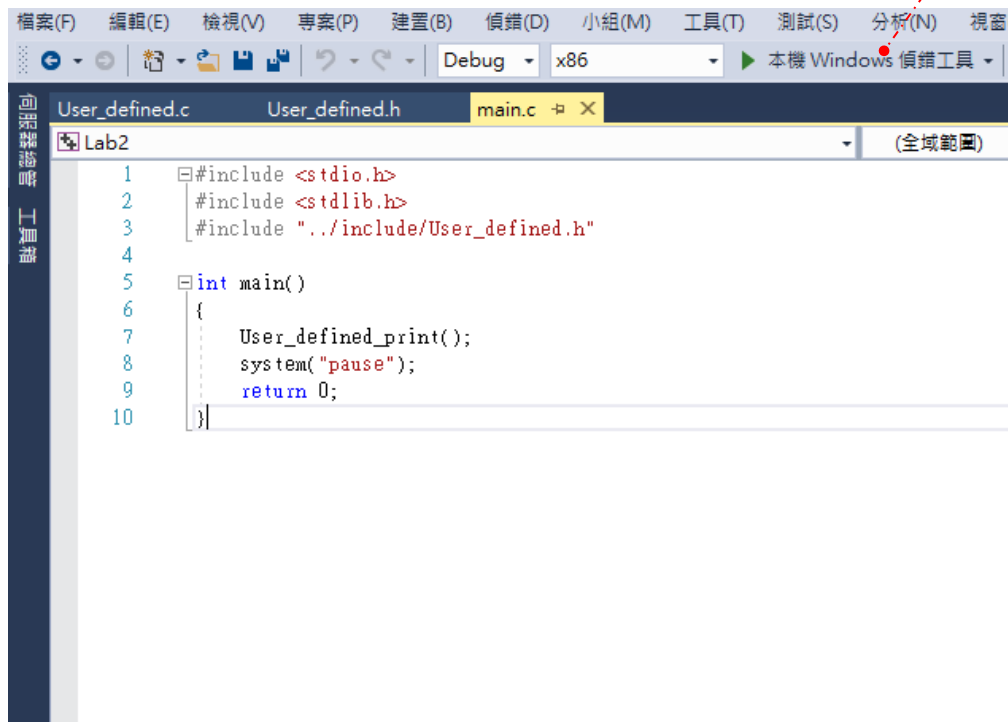 檔案(F) 編輯(E) 檢視(V) 專案(P) 建置(B) 偵錯(D) 小組(M) 工具(T) 測試(S) 分析(N) 視窗
Debug x86 本機 Windows 偵錯工具
伺服器總管
工具箱
User_defined.c User_defined.h main.c
Lab2 (全域範圍)
1 #include <stdio.h>
2 #include <stdlib.h>
3 #include "../include/User_defined.h"
4
5 int main()
6 {
7 User_defined_print();
8 system("pause");
9 return 0;
10 }